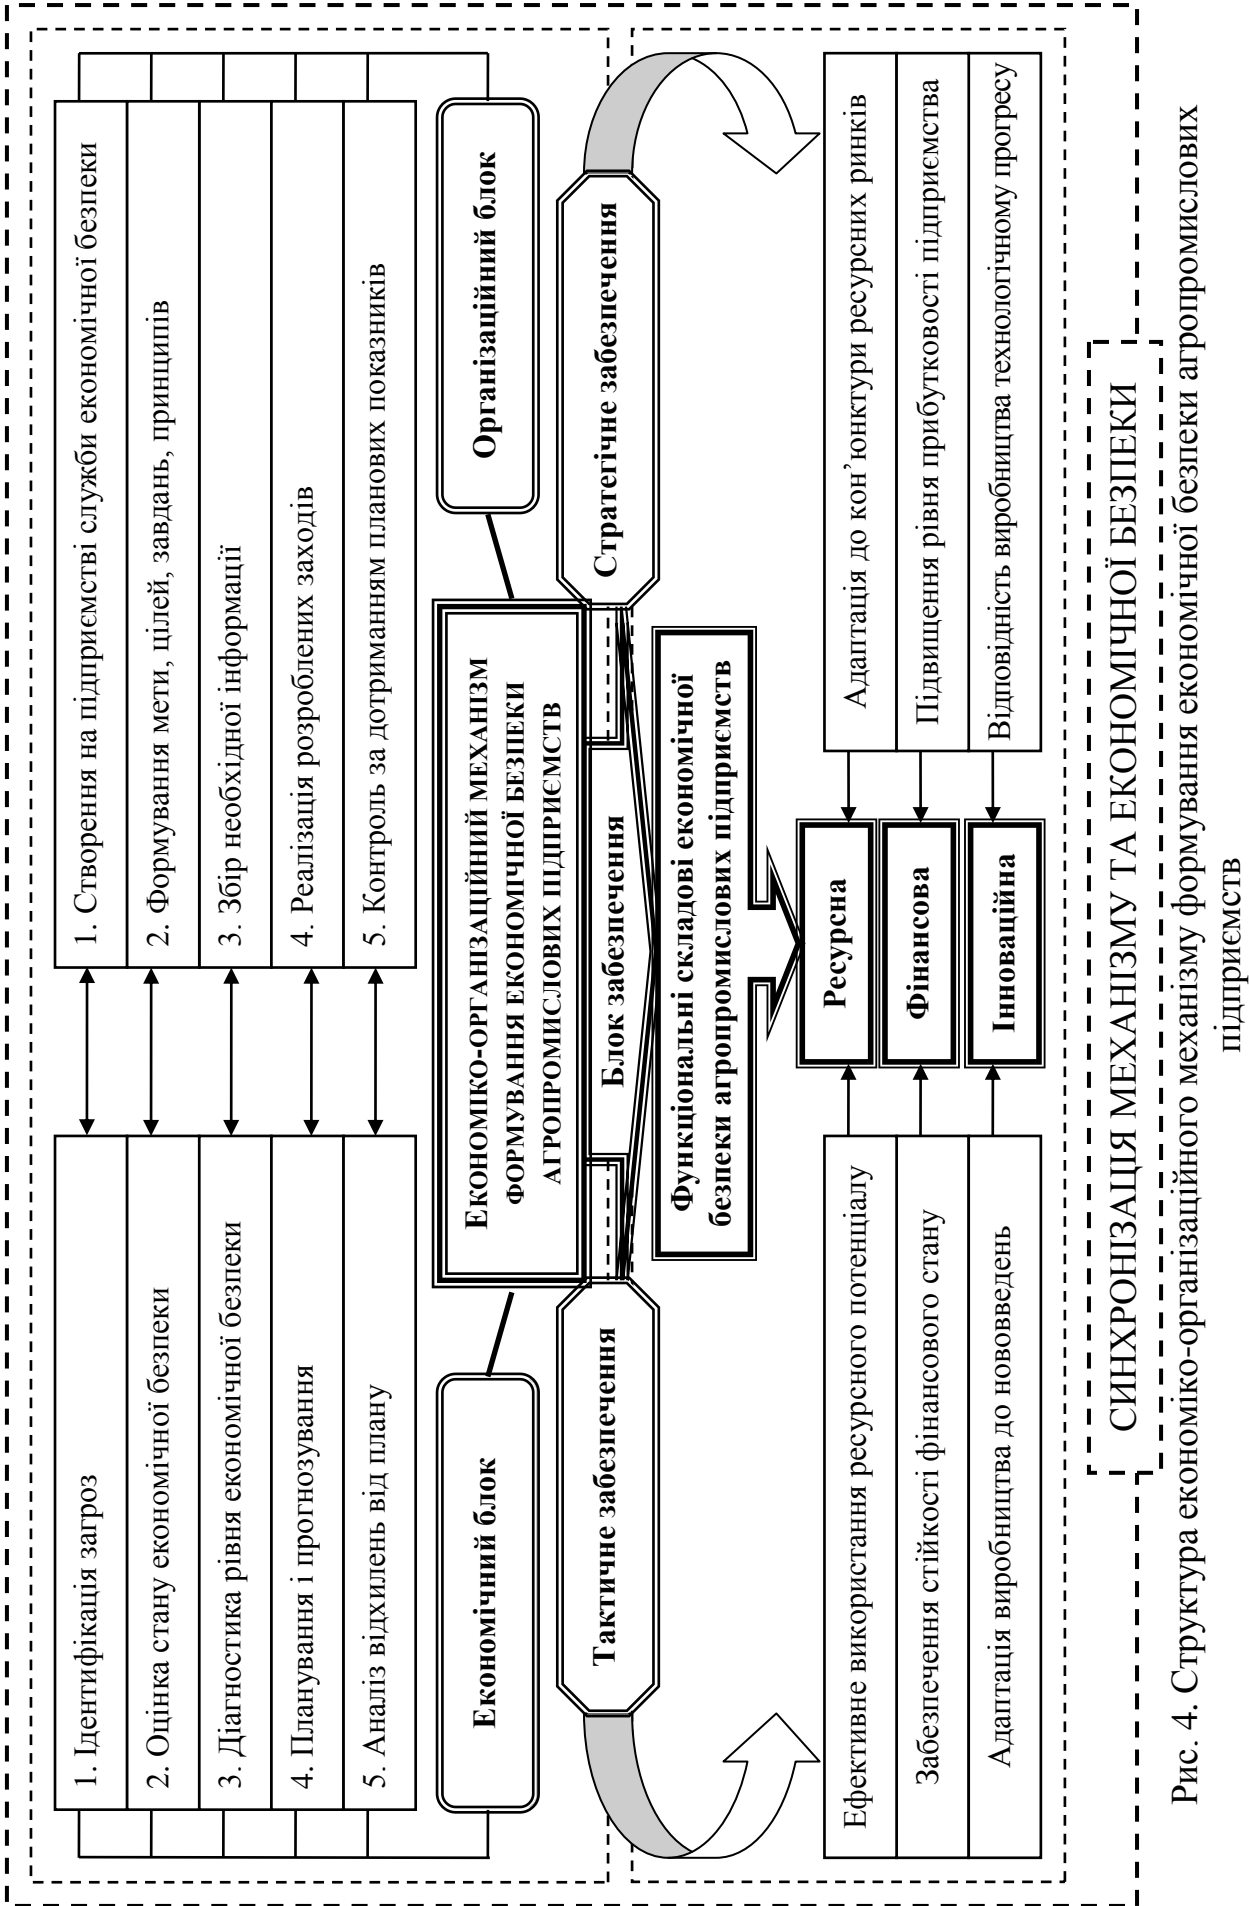 1. Ідентифікація загроз
2. Оцінка стану економічної безпеки
3. Діагностика рівня економічної безпеки
4. Планування і прогнозування
5. Аналіз відхилень від плану
1. Створення на підприємстві служби економічної безпеки
2. Формування мети, цілей, завдань, принципів
3. Збір необхідної інформації
4. Реалізація розроблених заходів
5. Контроль за дотриманням планових показників
Економічний блок
ЕКОНОМІКО-ОРГАНІЗАЦІЙНИЙ МЕХАНІЗМ
ФОРМУВАННЯ ЕКОНОМІЧНОЇ БЕЗПЕКИ
АГРОПРОМИСЛОВИХ ПІДПРИЄМСТВ
Організаційний блок
Тактичне забезпечення
Блок забезпечення
Стратегічне забезпечення
Функціональні складові економічної
безпеки агропромислових підприємств
Ефективне використання ресурсного потенціалу
Забезпечення стійкості фінансового стану
Адаптація виробництва до нововведень
Ресурсна
Фінансова
Інноваційна
Адаптація до кон’юнктури ресурсних ринків
Підвищення рівня прибутковості підприємства
Відповідність виробництва технологічному прогресу
СИНХРОНІЗАЦІЯ МЕХАНІЗМУ ТА ЕКОНОМІЧНОЇ БЕЗПЕКИ
Рис. 4. Структура економіко-організаційного механізму формування економічної безпеки агропромислових
підприємств